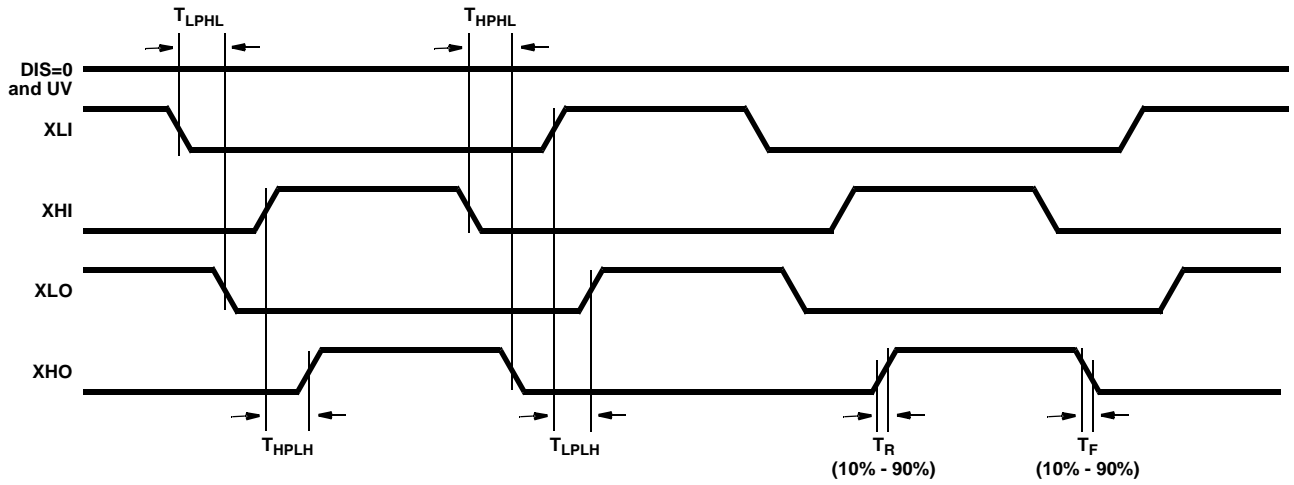 T_LPHL T_HPHL
DIS=0
and UV
XLI
XHI
XLO
XHO
T_HPLH T_LPLH T_R T_F
(10% - 90%) (10% - 90%)